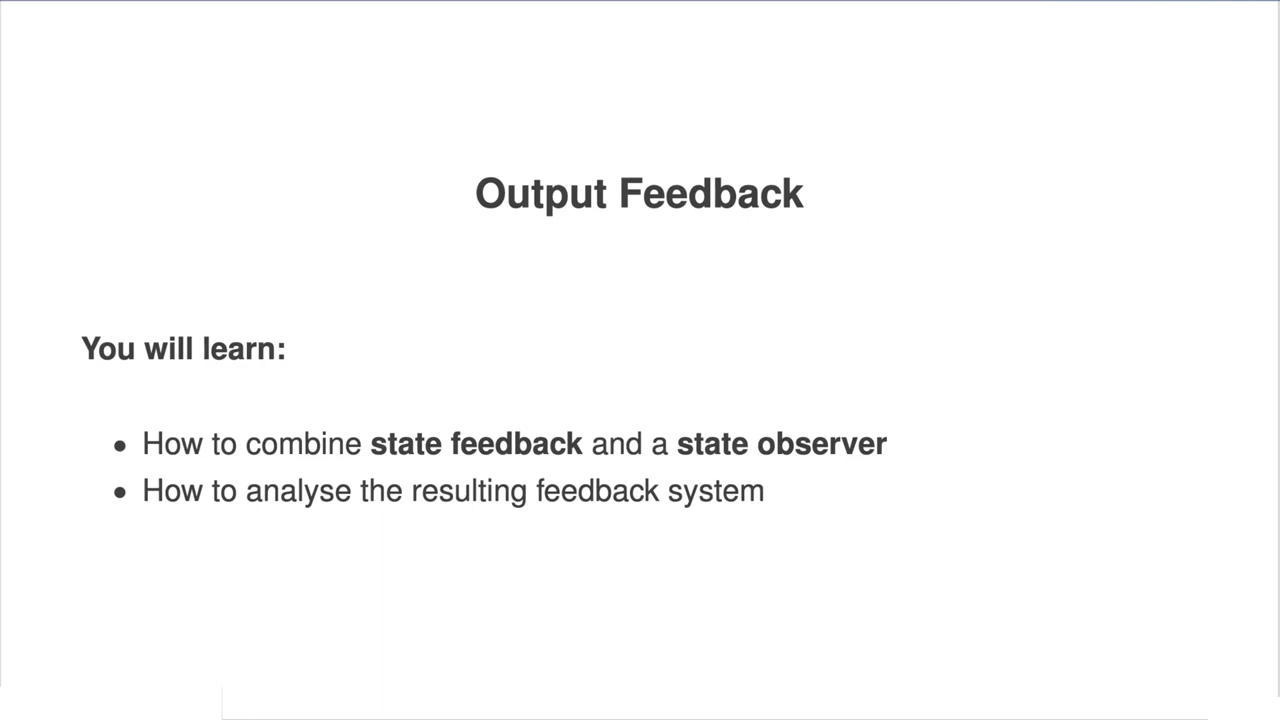 Output Feedback
You will learn:
• How to combine state feedback and a state observer
• How to analyse the resulting feedback system